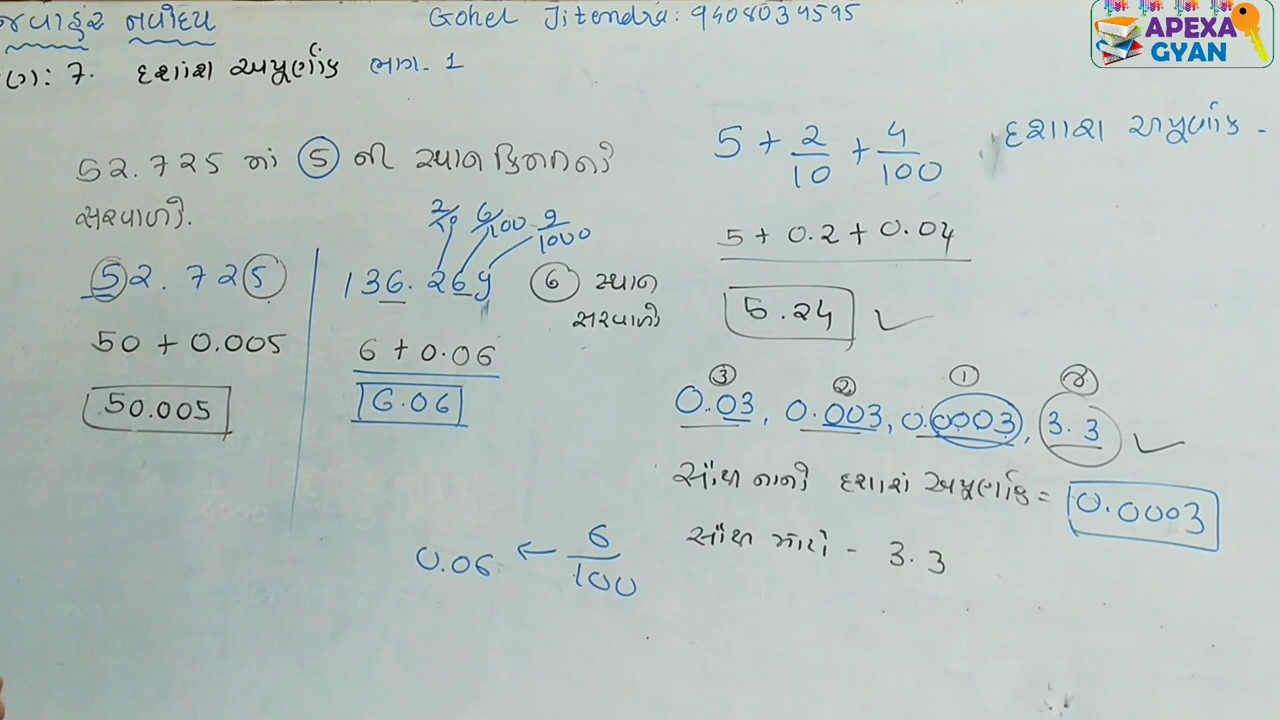 જવાહર નવોદય
Gohel Jitendra: 9408034595
APEXA
GYAN
7. દશાંશ અપૂર્ણાંક ભાગ. 1
52.725 માં 5 ની સ્થાન કિંમતનો
સરવાળો.
52.725
50 + 0.005
50.005
2/10 6/100 9/1000
136.269
6 સ્થાન
સરવાળો
6 + 0.06
6.06
0.06 ← 6/100
5 + 2/10 + 4/100 . દશાંશ અપૂર્ણાંક -
5 + 0.2 + 0.04
5.24 ✓
③ ② ① ④
0.03, 0.003, 0.0003, 3.3 ✓
સૌથી નાનો દશાંશ અપૂર્ણાંક = 0.0003
સૌથી મોટો - 3.3